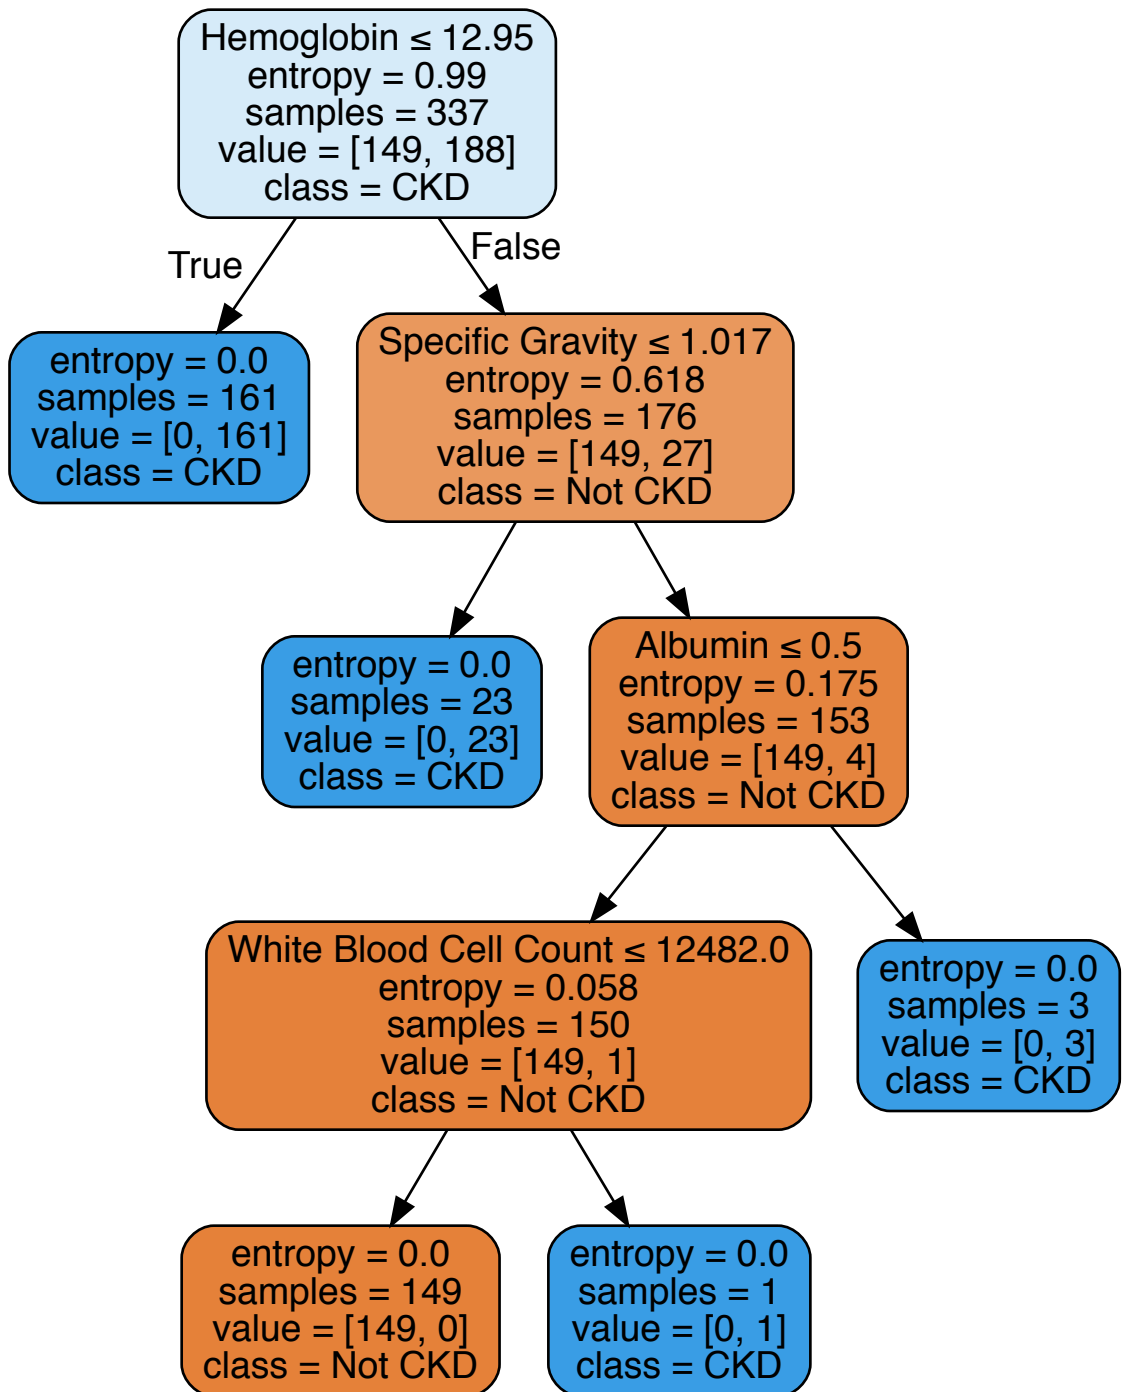 Hemoglobin ≤ 12.95
entropy = 0.99
samples = 337
value = [149, 188]
class = CKD
True
False
entropy = 0.0
samples = 161
value = [0, 161]
class = CKD
Specific Gravity ≤ 1.017
entropy = 0.618
samples = 176
value = [149, 27]
class = Not CKD
entropy = 0.0
samples = 23
value = [0, 23]
class = CKD
Albumin ≤ 0.5
entropy = 0.175
samples = 153
value = [149, 4]
class = Not CKD
White Blood Cell Count ≤ 12482.0
entropy = 0.058
samples = 150
value = [149, 1]
class = Not CKD
entropy = 0.0
samples = 3
value = [0, 3]
class = CKD
entropy = 0.0
samples = 149
value = [149, 0]
class = Not CKD
entropy = 0.0
samples = 1
value = [0, 1]
class = CKD